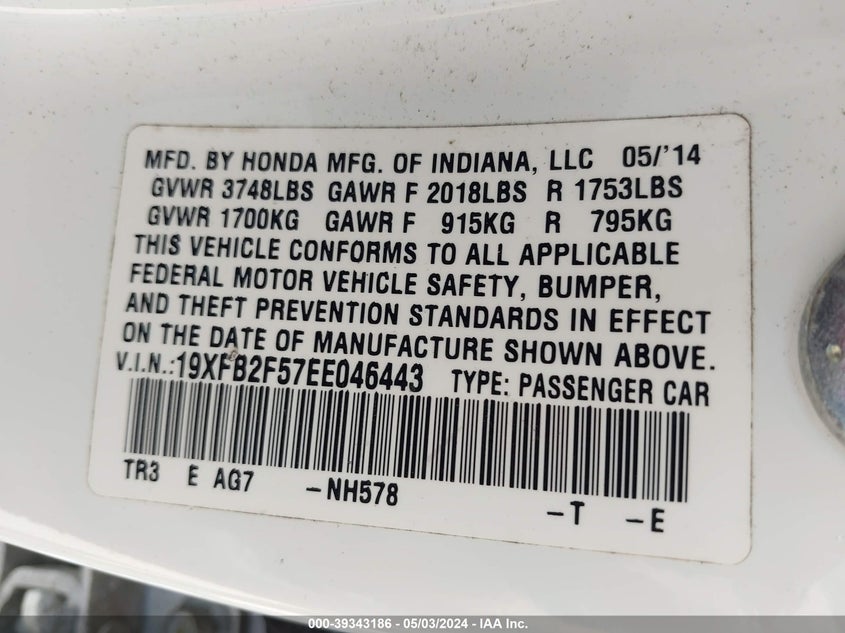 MFD. BY HONDA MFG. OF INDIANA, LLC 05/'14
GVWR 3748LBS GAWR F 2018LBS R 1753LBS
GVWR 1700KG GAWR F 915KG R 795KG
THIS VEHICLE CONFORMS TO ALL APPLICABLE
FEDERAL MOTOR VEHICLE SAFETY, BUMPER,
AND THEFT PREVENTION STANDARDS IN EFFECT
ON THE DATE OF MANUFACTURE SHOWN ABOVE.
V.I.N.:19XFB2F57EE046443 TYPE: PASSENGER CAR
TR3 E AG7 -NH578 -T -E
000-39343186 - 05/03/2024 - IAA Inc.